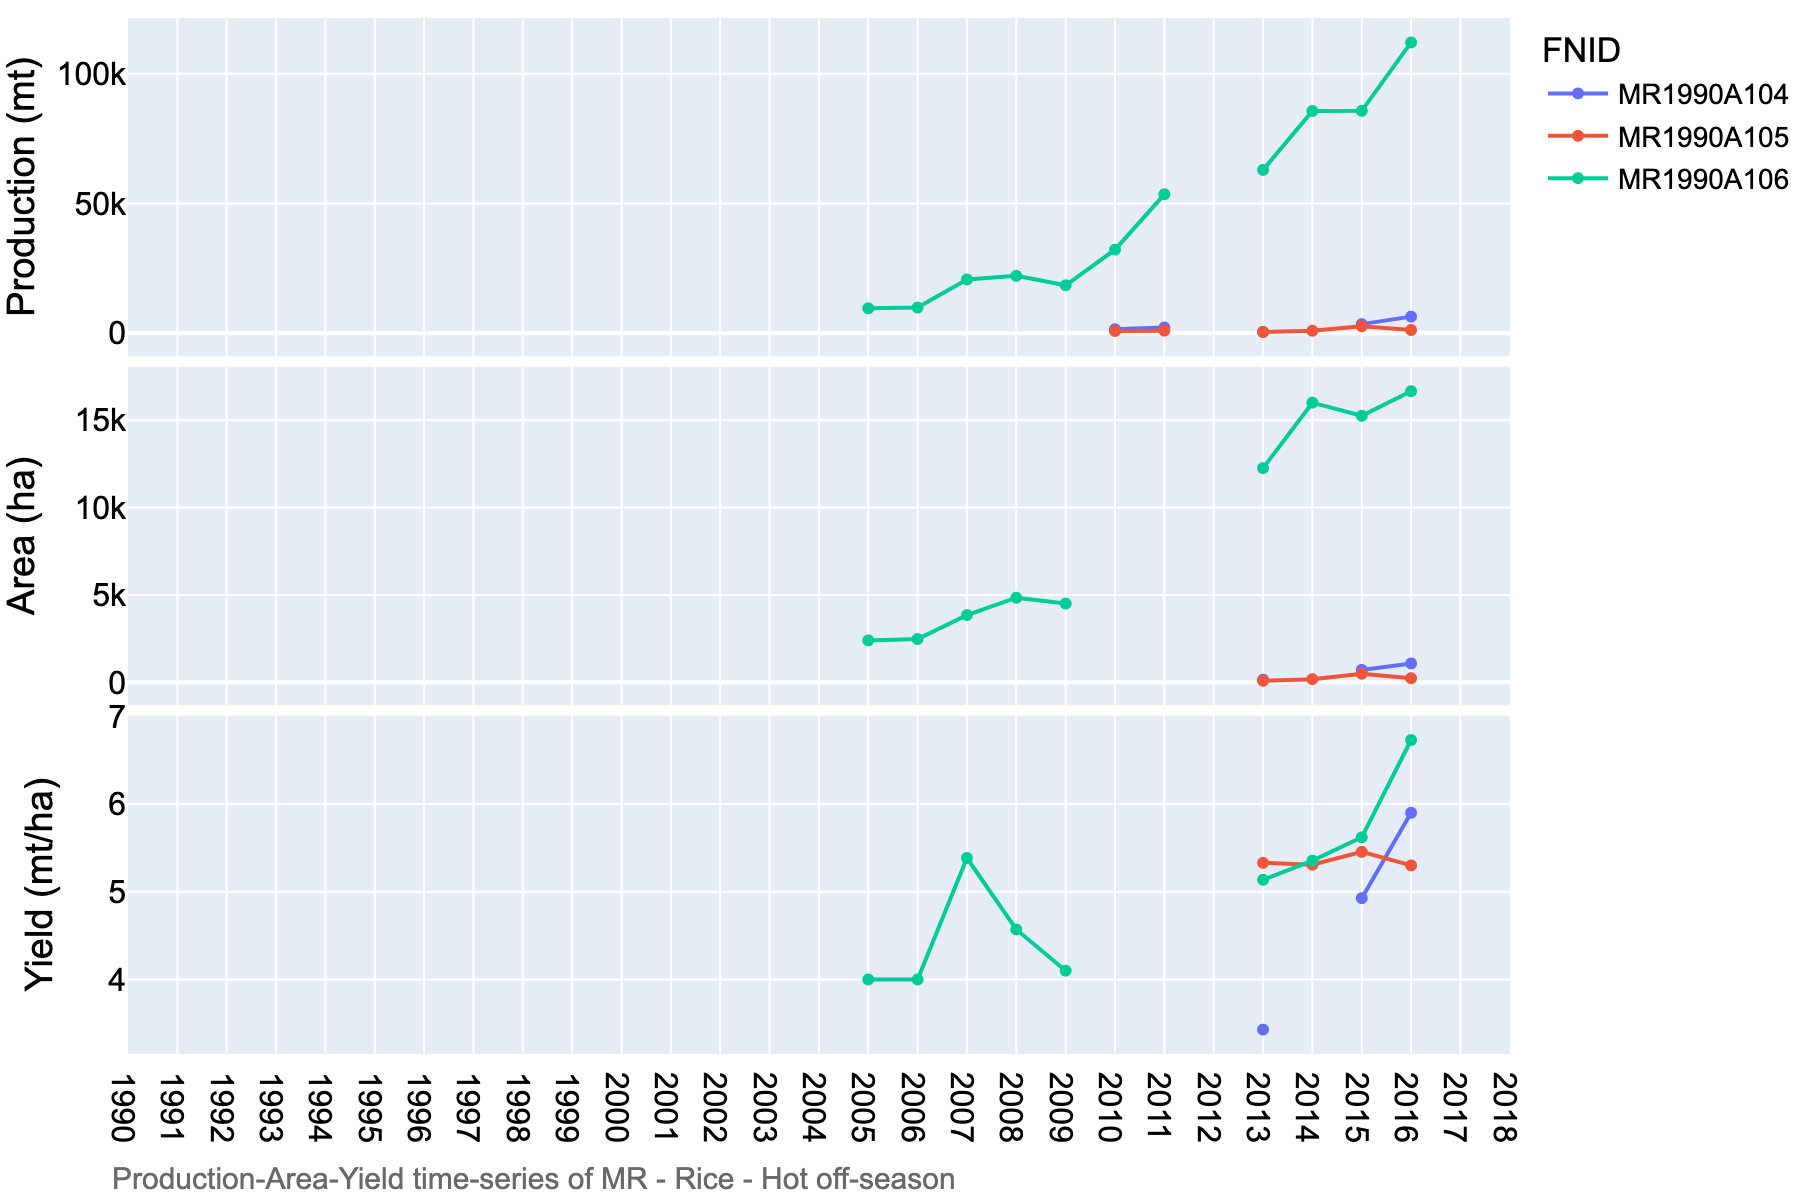 Production (mt)
100k
50k
0
Area (ha)
15k
10k
5k
0
Yield (mt/ha)
7
6
5
4
1990 1991 1992 1993 1994 1995 1996 1997 1998 1999 2000 2001 2002 2003 2004 2005 2006 2007 2008 2009 2010 2011 2012 2013 2014 2015 2016 2017 2018
Production-Area-Yield time-series of MR - Rice - Hot off-season
FNID
MR1990A104
MR1990A105
MR1990A106